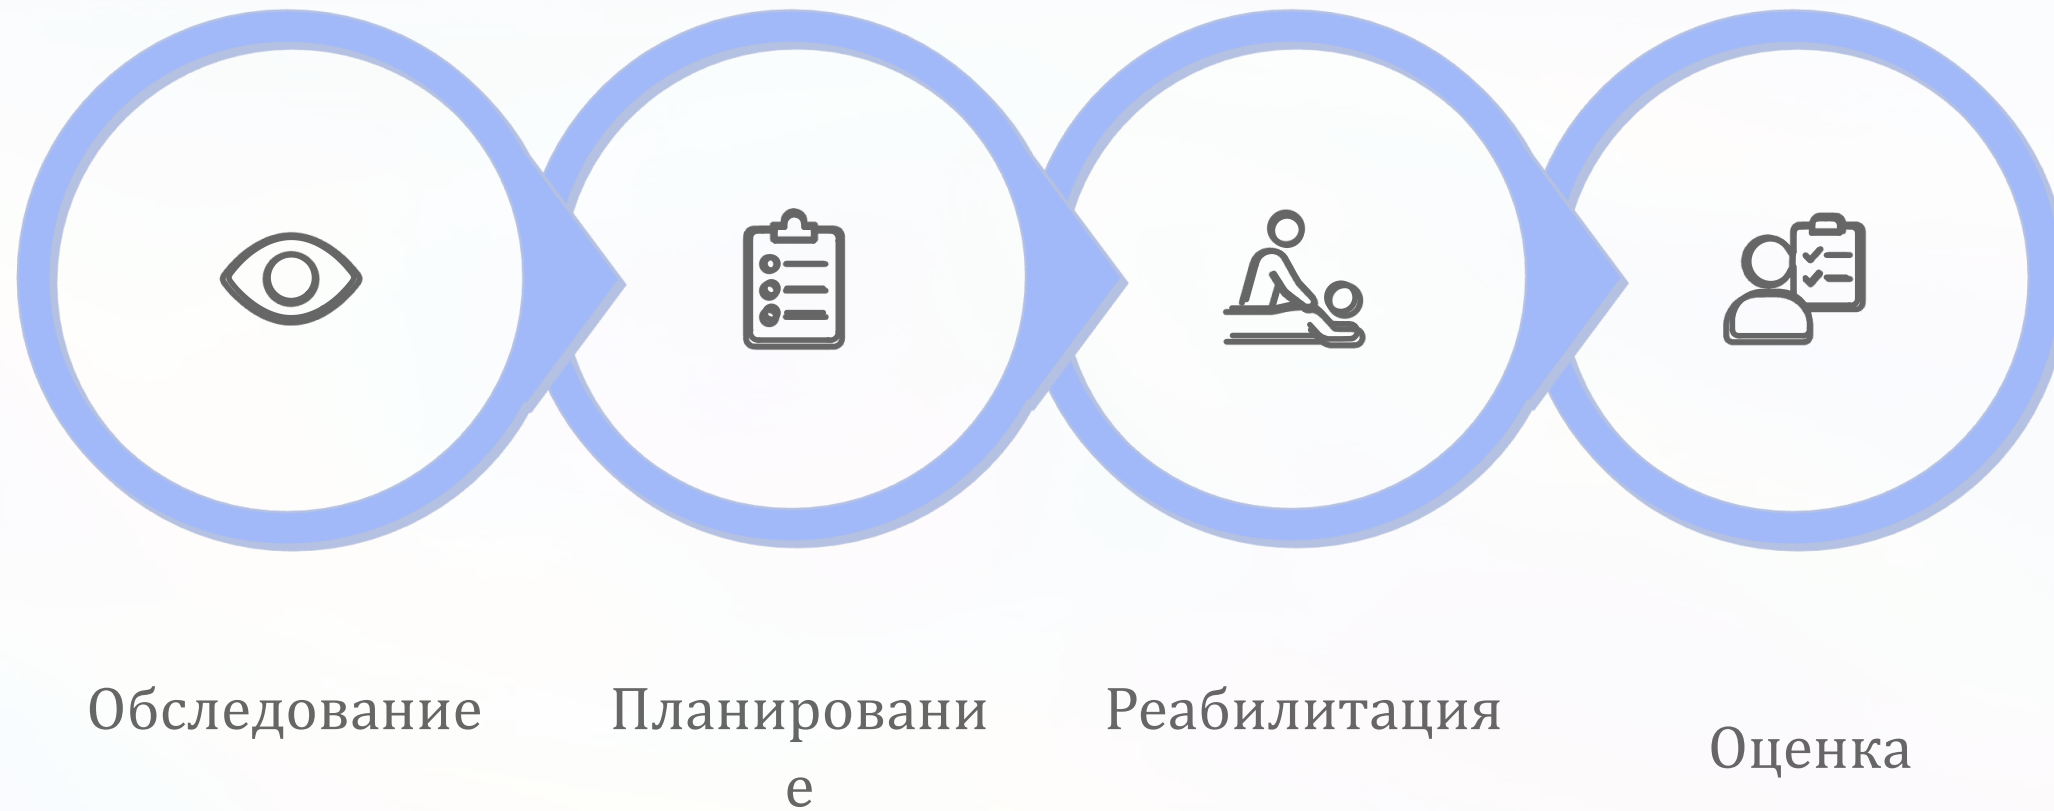 Обследование
Планировани
е
Реабилитация
Оценка